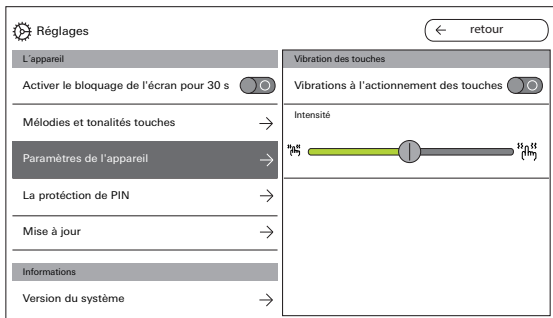 Réglages
← retour
L´appareil
Activer le bloquage de l'écran pour 30 s
Mélodies et tonalités touches
Paramètres de l'appareil
La protéction de PIN
Mise à jour
Informations
Version du système
Vibration des touches
Vibrations à l'actionnement des touches
Intensité